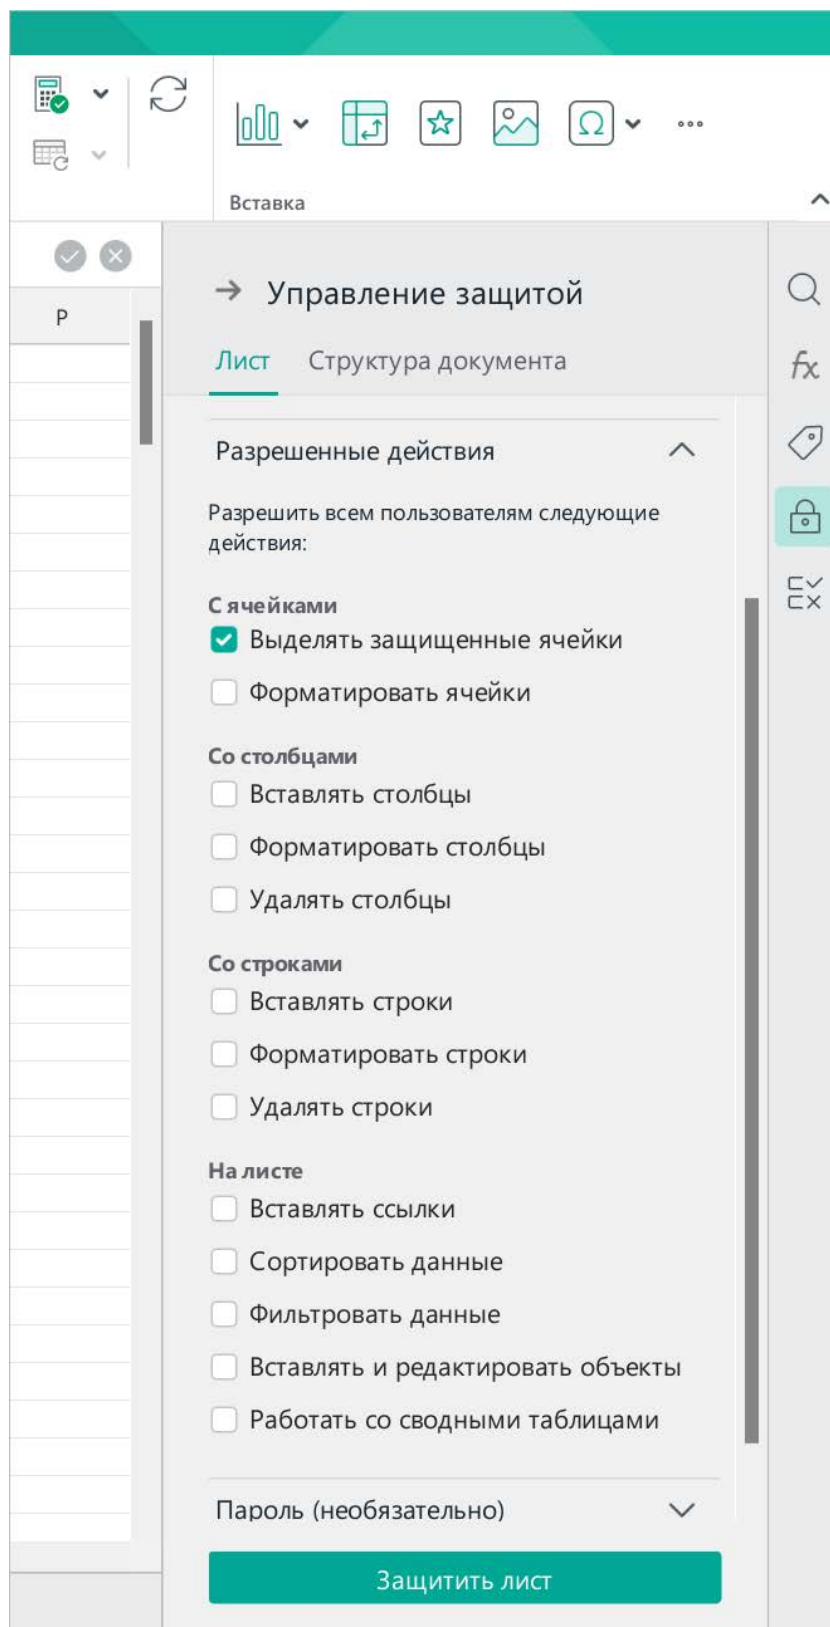 Вставка
P
Управление защитой
Лист Структура документа
Разрешенные действия
Разрешить всем пользователям следующие
действия:
С ячейками
Выделять защищенные ячейки
Форматировать ячейки
Со столбцами
Вставлять столбцы
Форматировать столбцы
Удалять столбцы
Со строками
Вставлять строки
Форматировать строки
Удалять строки
На листе
Вставлять ссылки
Сортировать данные
Фильтровать данные
Вставлять и редактировать объекты
Работать со сводными таблицами
Пароль (необязательно)
Защитить лист